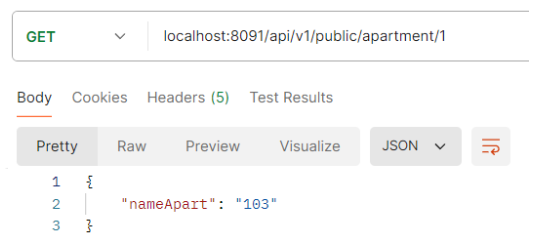 GET localhost:8091/api/v1/public/apartment/1
Body Cookies Headers (5) Test Results
Pretty Raw Preview Visualize JSON
1 {
2 "nameApart": "103"
3 }